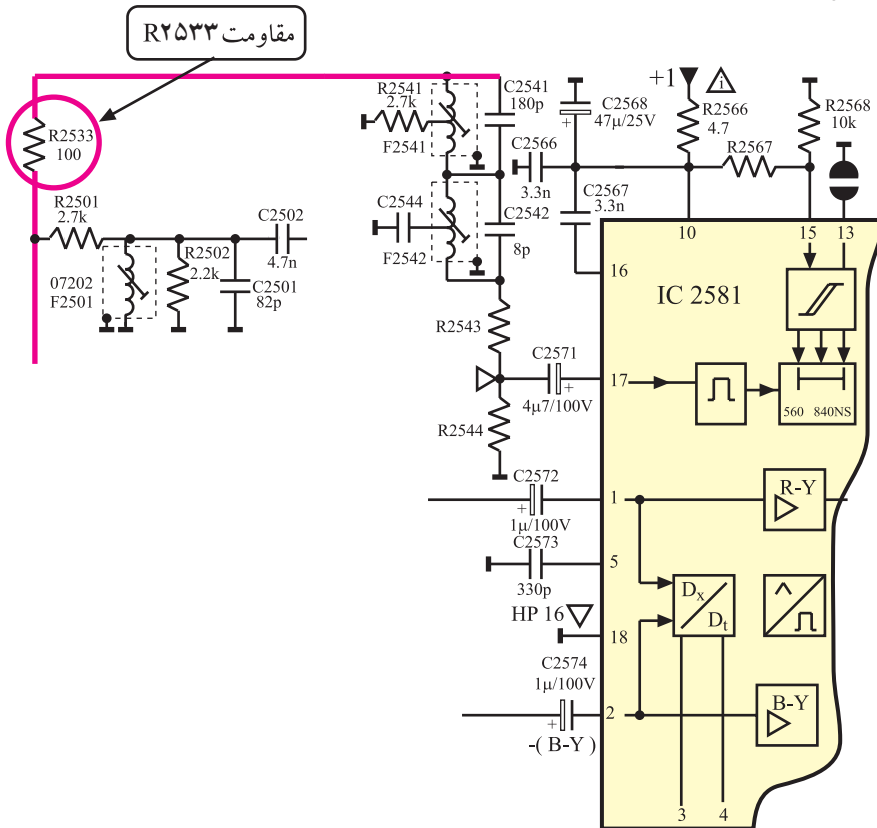 مقاومت R۲۵۳۳
R2533
100
R2541
2.7k
F2541
C2541
180p
C2568
47µ/25V
+
+1
i
R2566
4.7
R2568
10k
R2567
C2566
3.3n
C2567
3.3n
R2501
2.7k
C2502
4.7n
07202
F2501
R2502
2.2k
C2501
82p
C2544
F2542
C2542
8p
10
15
13
16
IC 2581
R2543
C2571
+
4µ7/100V
17
560
840NS
R2544
C2572
+
1µ/100V
1
R-Y
C2573
330p
5
HP 16
18
Dx
Dt
C2574
1µ/100V
+
2
-( B-Y )
B-Y
3
4